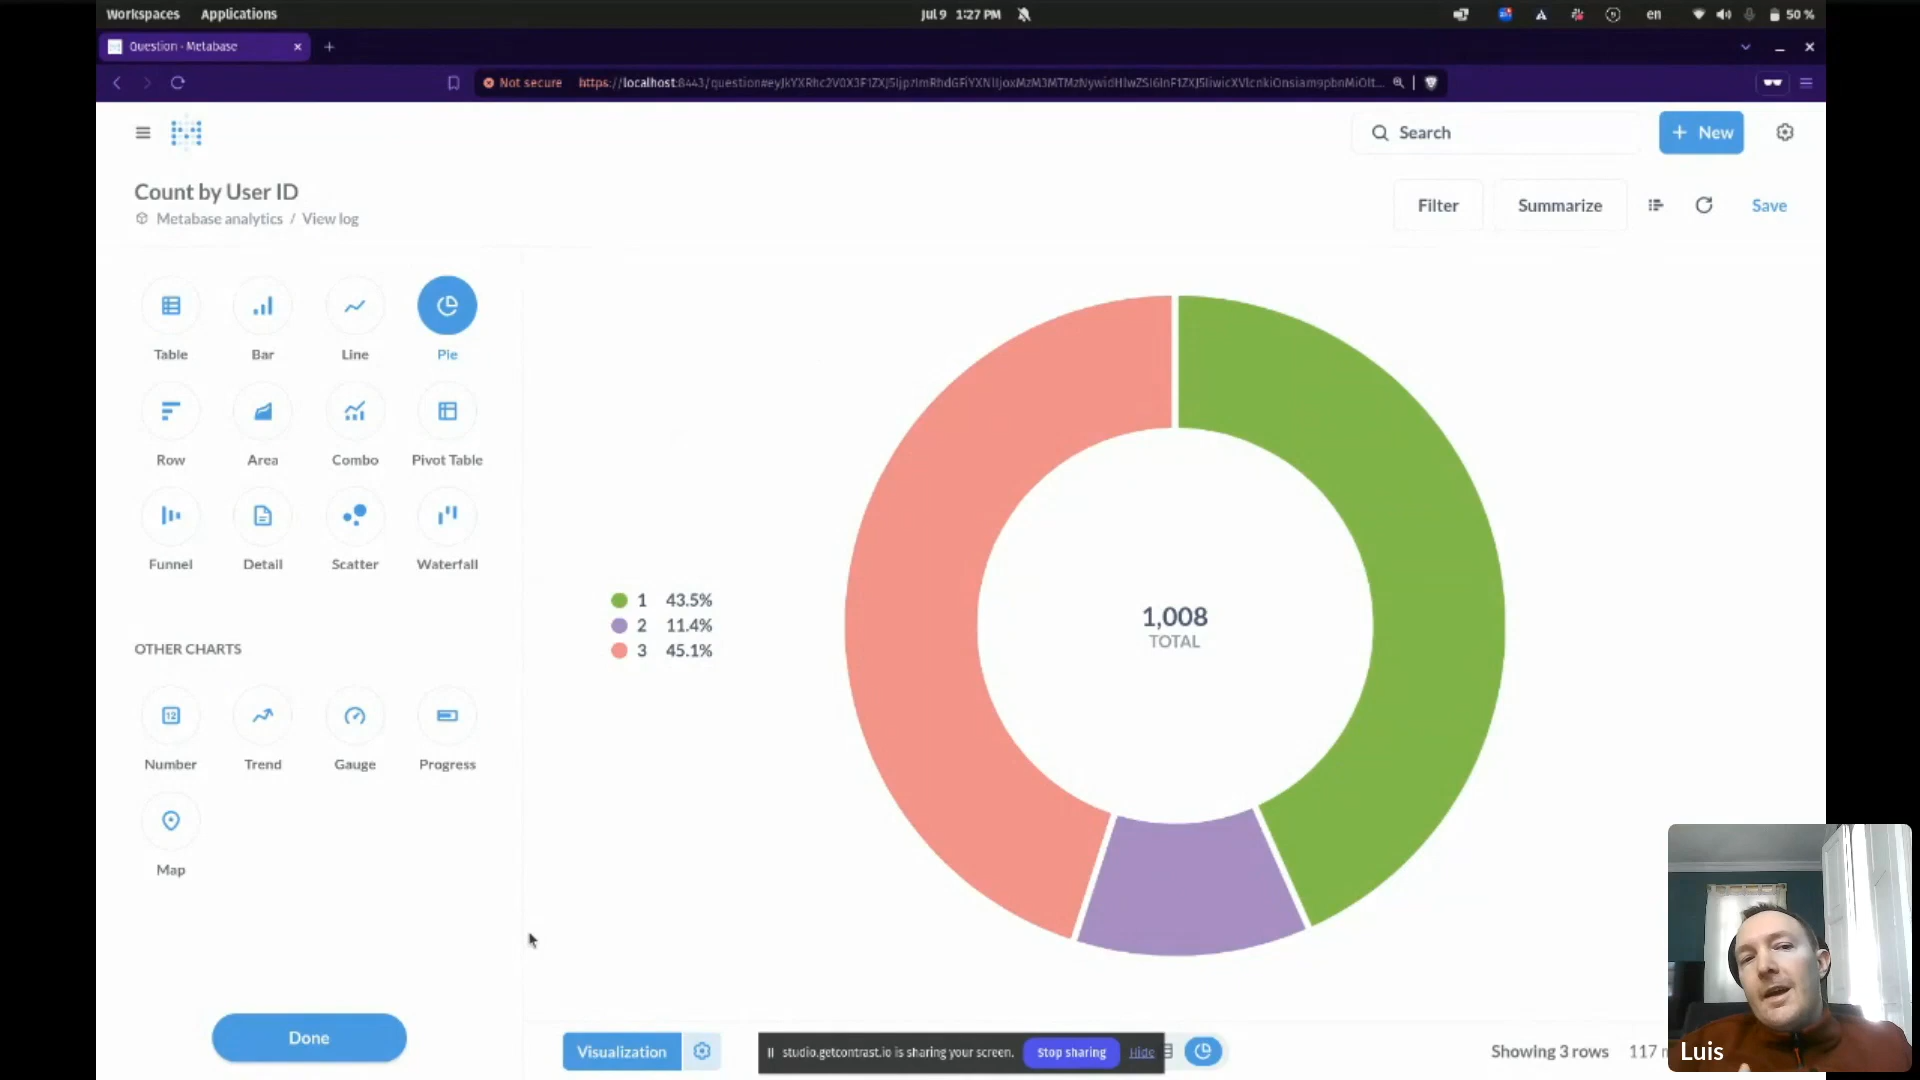 Workspaces Applications Jul 9 1:27 PM en 50 %
Question - Metabase
Not secure
Search + New
Count by User ID
Metabase analytics / View log
Filter Summarize Save
Table Bar Line Pie
Row Area Combo Pivot Table
Funnel Detail Scatter Waterfall
1 43.5%
2 11.4%
3 45.1%
1,008
TOTAL
OTHER CHARTS
12
Number Trend Gauge Progress
Map
Done
Visualization
studio.getcontrast.io is sharing your screen. Stop sharing Hide
Showing 3 rows 117
Luis